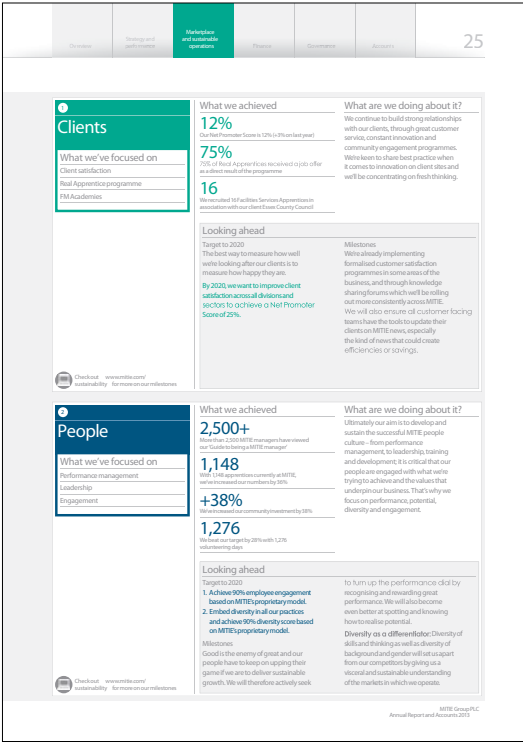 Overview
Strategy and
performance
Marketplace
and sustainable
operations
Finance
Governance
Accounts
25
1
Clients
What we've focused on
Client satisfaction
Real Apprentice programme
FM Academies
What we achieved
12%
Our Net Promoter Score is 12% (+3% on last year)
75%
75% of Real Apprentices received a job offer
as a direct result of the programme
16
We recruited 16 Facilities Services Apprentices in
association with our client Essex County Council
What are we doing about it?
We continue to build strong relationships
with our clients, through great customer
service, constant innovation and
community engagement programmes.
We're keen to share best practice when
it comes to innovation on client sites and
we'll be concentrating on fresh thinking.
Looking ahead
Target to 2020
The best way to measure how well
we're looking after our clients is to
measure how happy they are.
By 2020, we want to improve client
satisfaction across all divisions and
sectors to achieve a Net Promoter
Score of 25%.
Milestones
We're already implementing
formalised customer satisfaction
programmes in some areas of the
business, and through knowledge
sharing forums which we'll be rolling
out more consistently across MITIE.
We will also ensure all customer facing
teams have the tools to update their
clients on MITIE news, especially
the kind of news that could create
efficiencies or savings.
Checkout www.mitie.com/
sustainability for more on our milestones
2
People
What we've focused on
Performance management
Leadership
Engagement
What we achieved
2,500+
More than 2,500 MITIE managers have viewed
our 'Guide to being a MITIE manager'
1,148
With 1,148 apprentices currently at MITIE,
we've increased our numbers by 36%
+38%
We've increased our community investment by 38%
1,276
We beat our target by 28% with 1,276
volunteering days
What are we doing about it?
Ultimately our aim is to develop and
sustain the successful MITIE people
culture – from performance
management, to leadership, training
and development; it is critical that our
people are engaged with what we're
trying to achieve and the values that
underpin our business. That's why we
focus on performance, potential,
diversity and engagement.
Looking ahead
Target to 2020
1. Achieve 90% employee engagement
based on MITIE's proprietary model.
2. Embed diversity in all our practices
and achieve 90% diversity score based
on MITIE's proprietary model.
Milestones
Good is the enemy of great and our
people have to keep on upping their
game if we are to deliver sustainable
growth. We will therefore actively seek
to turn up the performance dial by
recognising and rewarding great
performance. We will also become
even better at spotting and knowing
how to realise potential.
Diversity as a differentiator: Diversity of
skills and thinking as well as diversity of
background and gender will set us apart
from our competitors by giving us a
visceral and sustainable understanding
of the markets in which we operate.
Checkout www.mitie.com/
sustainability for more on our milestones
MITIE Group PLC
Annual Report and Accounts 2013